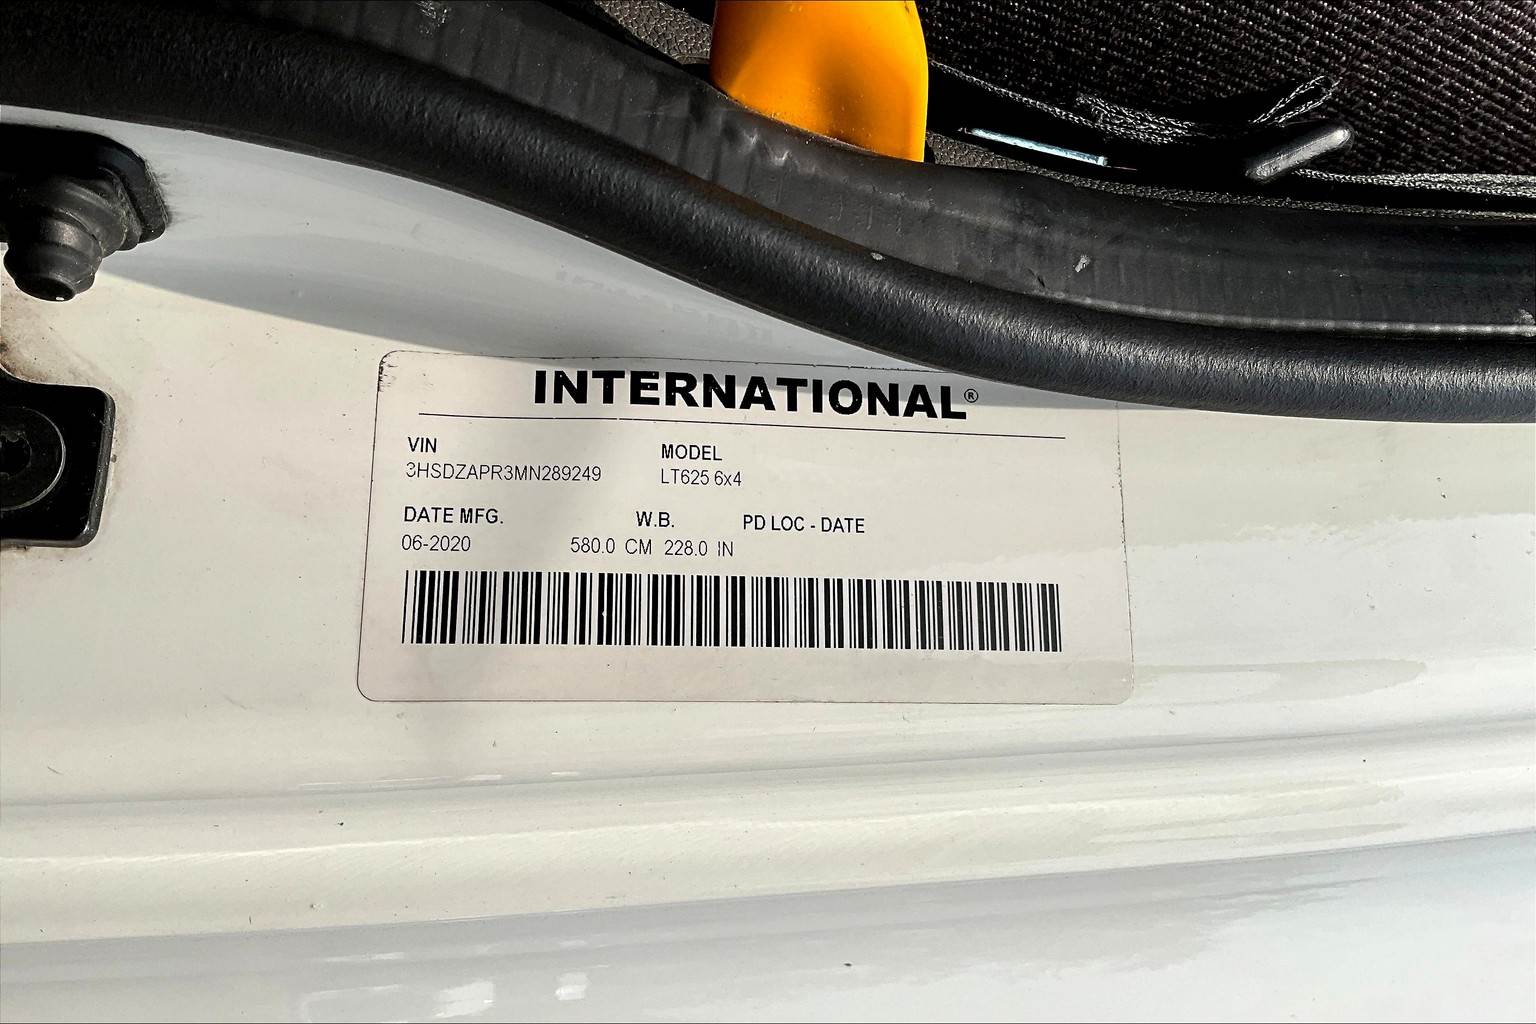 INTERNATIONAL®
VIN MODEL
3HSDZAPR3MN289249 LT625 6x4
DATE MFG. W.B. PD LOC - DATE
06-2020 580.0 CM 228.0 IN